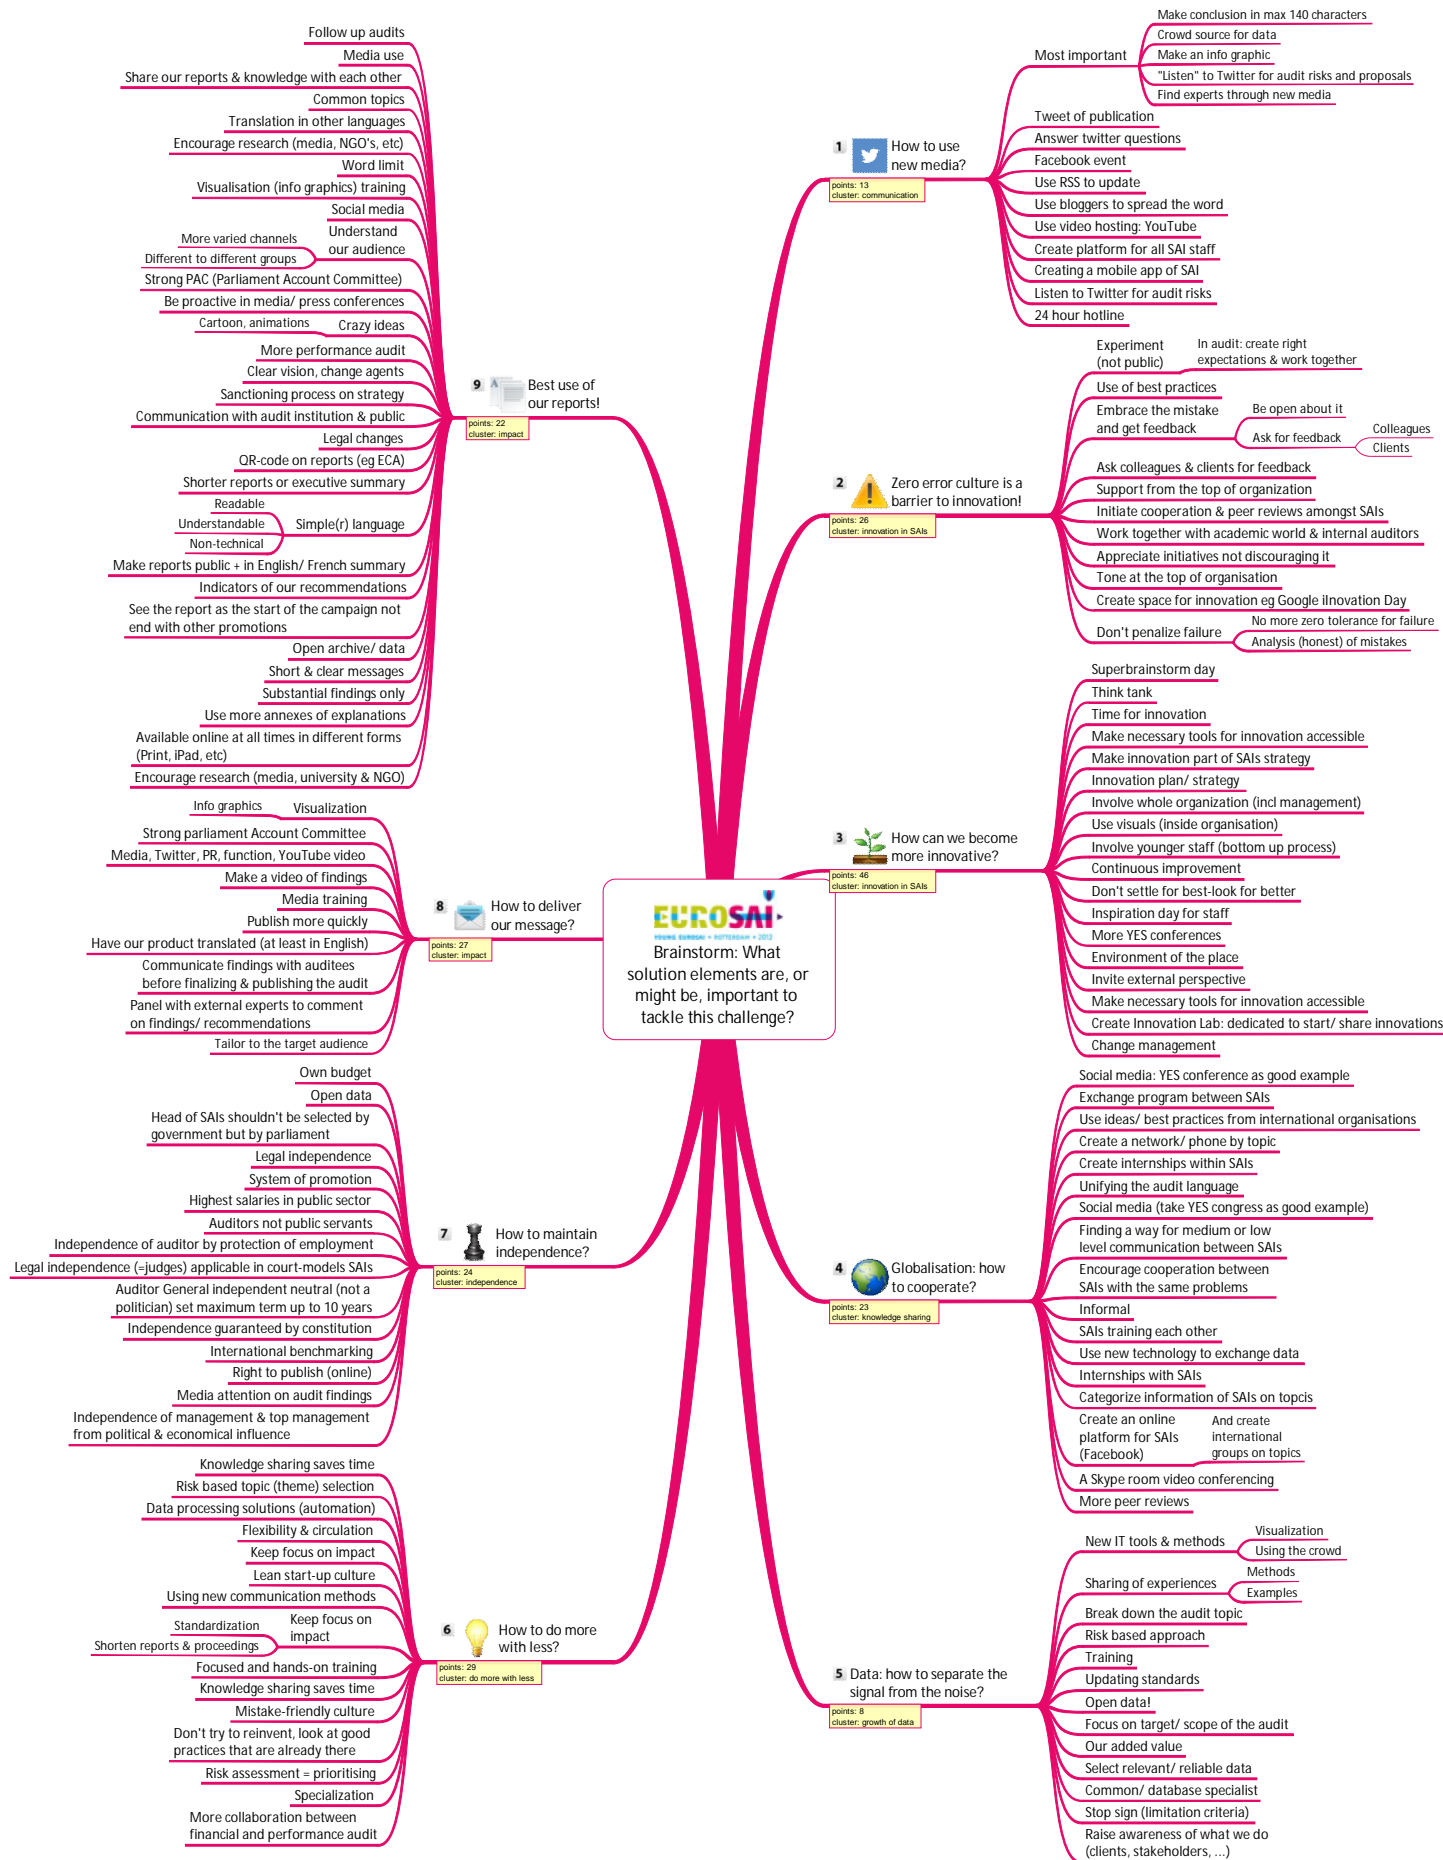 EUROSAI
YOUNG EUROSAI • ROTTERDAM • 2013
Brainstorm: What
solution elements are, or
might be, important to
tackle this challenge?
1
How to use
new media?
points: 13
cluster: communication
Most important
Make conclusion in max 140 characters
Crowd source for data
Make an info graphic
"Listen" to Twitter for audit risks and proposals
Find experts through new media
Tweet of publication
Answer twitter questions
Facebook event
Use RSS to update
Use bloggers to spread the word
Use video hosting: YouTube
Create platform for all SAI staff
Creating a mobile app of SAI
Listen to Twitter for audit risks
24 hour hotline
2
Zero error culture is a
barrier to innovation!
points: 26
cluster: innovation in SAIs
Experiment
(not public)
In audit: create right
expectations & work together
Use of best practices
Embrace the mistake
and get feedback
Be open about it
Ask for feedback
Colleagues
Clients
Ask colleagues & clients for feedback
Support from the top of organization
Initiate cooperation & peer reviews amongst SAIs
Work together with academic world & internal auditors
Appreciate initiatives not discouraging it
Tone at the top of organisation
Create space for innovation eg Google iInovation Day
Don't penalize failure
No more zero tolerance for failure
Analysis (honest) of mistakes
3
How can we become
more innovative?
points: 46
cluster: innovation in SAIs
Superbrainstorm day
Think tank
Time for innovation
Make necessary tools for innovation accessible
Make innovation part of SAIs strategy
Innovation plan/ strategy
Involve whole organization (incl management)
Use visuals (inside organisation)
Involve younger staff (bottom up process)
Continuous improvement
Don't settle for best-look for better
Inspiration day for staff
More YES conferences
Environment of the place
Invite external perspective
Make necessary tools for innovation accessible
Create Innovation Lab: dedicated to start/ share innovations
Change management
4
Globalisation: how
to cooperate?
points: 23
cluster: knowledge sharing
Social media: YES conference as good example
Exchange program between SAIs
Use ideas/ best practices from international organisations
Create a network/ phone by topic
Create internships within SAIs
Unifying the audit language
Social media (take YES congress as good example)
Finding a way for medium or low
level communication between SAIs
Encourage cooperation between
SAIs with the same problems
Informal
SAIs training each other
Use new technology to exchange data
Internships with SAIs
Categorize information of SAIs on topcis
Create an online
platform for SAIs
(Facebook)
And create
international
groups on topics
A Skype room video conferencing
More peer reviews
5
Data: how to separate the
signal from the noise?
points: 8
cluster: growth of data
New IT tools & methods
Visualization
Using the crowd
Sharing of experiences
Methods
Examples
Break down the audit topic
Risk based approach
Training
Updating standards
Open data!
Focus on target/ scope of the audit
Our added value
Select relevant/ reliable data
Common/ database specialist
Stop sign (limitation criteria)
Raise awareness of what we do
(clients, stakeholders, ...)
6
How to do more
with less?
points: 29
cluster: do more with less
Knowledge sharing saves time
Risk based topic (theme) selection
Data processing solutions (automation)
Flexibility & circulation
Keep focus on impact
Lean start-up culture
Using new communication methods
Keep focus on
impact
Standardization
Shorten reports & proceedings
Focused and hands-on training
Knowledge sharing saves time
Mistake-friendly culture
Don't try to reinvent, look at good
practices that are already there
Risk assessment = prioritising
Specialization
More collaboration between
financial and performance audit
7
How to maintain
independence?
points: 24
cluster: independence
Own budget
Open data
Head of SAIs shouldn't be selected by
government but by parliament
Legal independence
System of promotion
Highest salaries in public sector
Auditors not public servants
Independence of auditor by protection of employment
Legal independence (=judges) applicable in court-models SAIs
Auditor General independent neutral (not a
politician) set maximum term up to 10 years
Independence guaranteed by constitution
International benchmarking
Right to publish (online)
Media attention on audit findings
Independence of management & top management
from political & economical influence
8
How to deliver
our message?
points: 27
cluster: impact
Visualization
Info graphics
Strong parliament Account Committee
Media, Twitter, PR, function, YouTube video
Make a video of findings
Media training
Publish more quickly
Have our product translated (at least in English)
Communicate findings with auditees
before finalizing & publishing the audit
Panel with external experts to comment
on findings/ recommendations
Tailor to the target audience
9
Best use of
our reports!
points: 22
cluster: impact
Follow up audits
Media use
Share our reports & knowledge with each other
Common topics
Translation in other languages
Encourage research (media, NGO's, etc)
Word limit
Visualisation (info graphics) training
Social media
Understand
our audience
More varied channels
Different to different groups
Strong PAC (Parliament Account Committee)
Be proactive in media/ press conferences
Crazy ideas
Cartoon, animations
More performance audit
Clear vision, change agents
Sanctioning process on strategy
Communication with audit institution & public
Legal changes
QR-code on reports (eg ECA)
Shorter reports or executive summary
Simple(r) language
Readable
Understandable
Non-technical
Make reports public + in English/ French summary
Indicators of our recommendations
See the report as the start of the campaign not
end with other promotions
Open archive/ data
Short & clear messages
Substantial findings only
Use more annexes of explanations
Available online at all times in different forms
(Print, iPad, etc)
Encourage research (media, university & NGO)